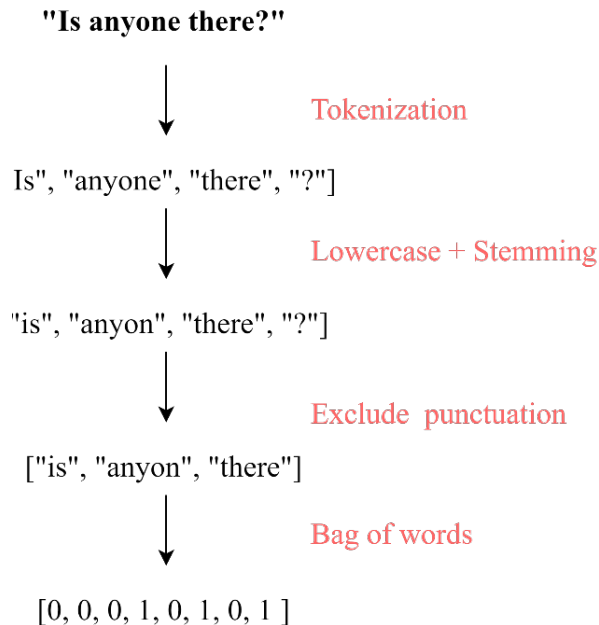 "Is anyone there?"
Tokenization
Is", "anyone", "there", "?"]
Lowercase + Stemming
"is", "anyon", "there", "?"]
Exclude punctuation
["is", "anyon", "there"]
Bag of words
[0, 0, 0, 1, 0, 1, 0, 1 ]